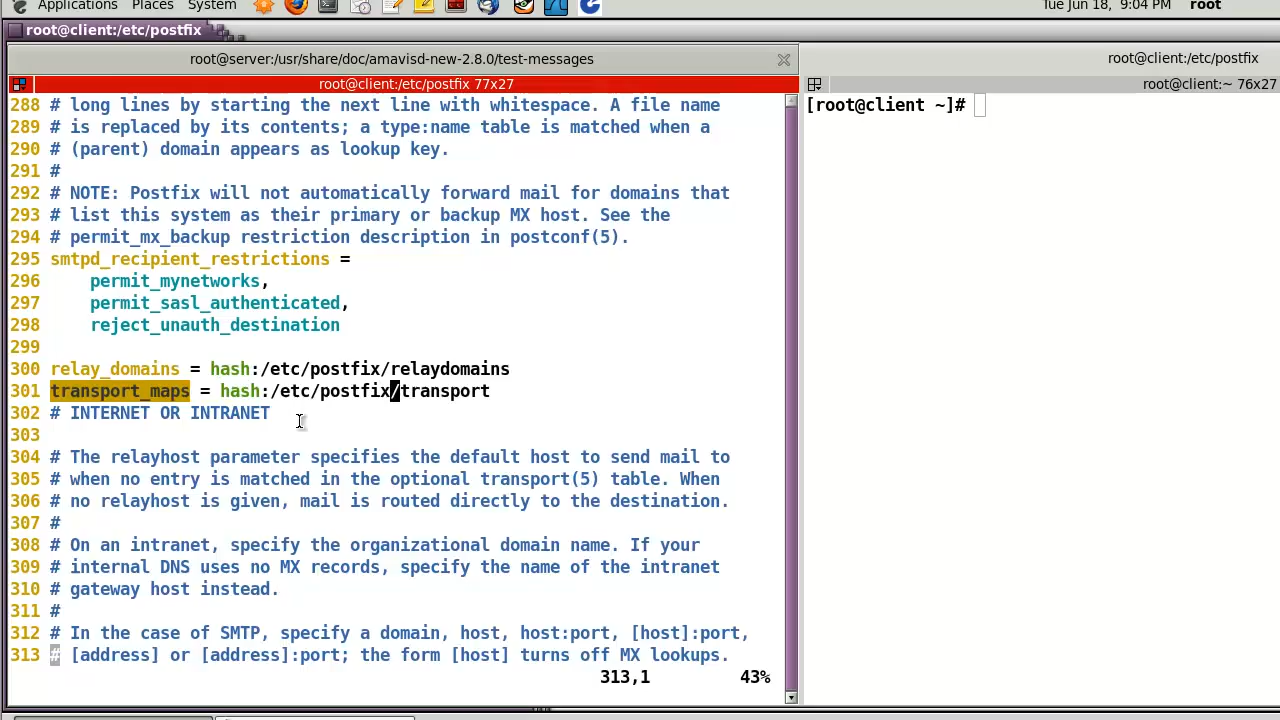 Applications Places System Tue Jun 18, 9:04 PM root
root@client:/etc/postfix
root@server:/usr/share/doc/amavisd-new-2.8.0/test-messages
root@client:/etc/postfix
root@client:/etc/postfix 77x27
root@client:~ 76x27
[root@client ~]#
288 # long lines by starting the next line with whitespace. A file name
289 # is replaced by its contents; a type:name table is matched when a
290 # (parent) domain appears as lookup key.
291 #
292 # NOTE: Postfix will not automatically forward mail for domains that
293 # list this system as their primary or backup MX host. See the
294 # permit_mx_backup restriction description in postconf(5).
295 smtpd_recipient_restrictions =
296     permit_mynetworks,
297     permit_sasl_authenticated,
298     reject_unauth_destination
299
300 relay_domains = hash:/etc/postfix/relaydomains
301 transport_maps = hash:/etc/postfix/transport
302 # INTERNET OR INTRANET
303
304 # The relayhost parameter specifies the default host to send mail to
305 # when no entry is matched in the optional transport(5) table. When
306 # no relayhost is given, mail is routed directly to the destination.
307 #
308 # On an intranet, specify the organizational domain name. If your
309 # internal DNS uses no MX records, specify the name of the intranet
310 # gateway host instead.
311 #
312 # In the case of SMTP, specify a domain, host, host:port, [host]:port,
313 # [address] or [address]:port; the form [host] turns off MX lookups.
313,1 43%